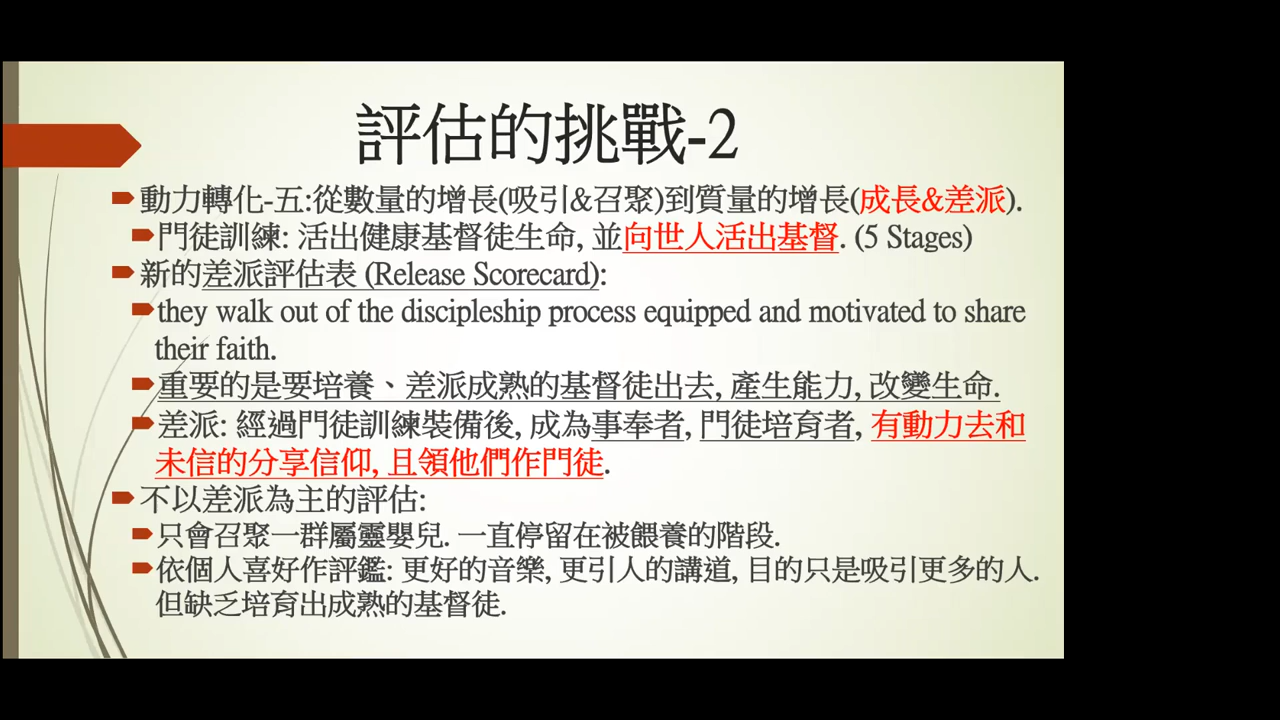 評估的挑戰-2
動力轉化-五:從數量的增長(吸引&召聚)到質量的增長(成長&差派).
門徒訓練: 活出健康基督徒生命, 並向世人活出基督. (5 Stages)
新的差派評估表 (Release Scorecard):
they walk out of the discipleship process equipped and motivated to share
their faith.
重要的是要培養、差派成熟的基督徒出去, 產生能力, 改變生命.
差派: 經過門徒訓練裝備後, 成為事奉者, 門徒培育者, 有動力去和
未信的分享信仰, 且領他們作門徒.
不以差派為主的評估:
只會召聚一群屬靈嬰兒. 一直停留在被餵養的階段.
依個人喜好作評鑑: 更好的音樂, 更引人的講道, 目的只是吸引更多的人.
但缺乏培育出成熟的基督徒.